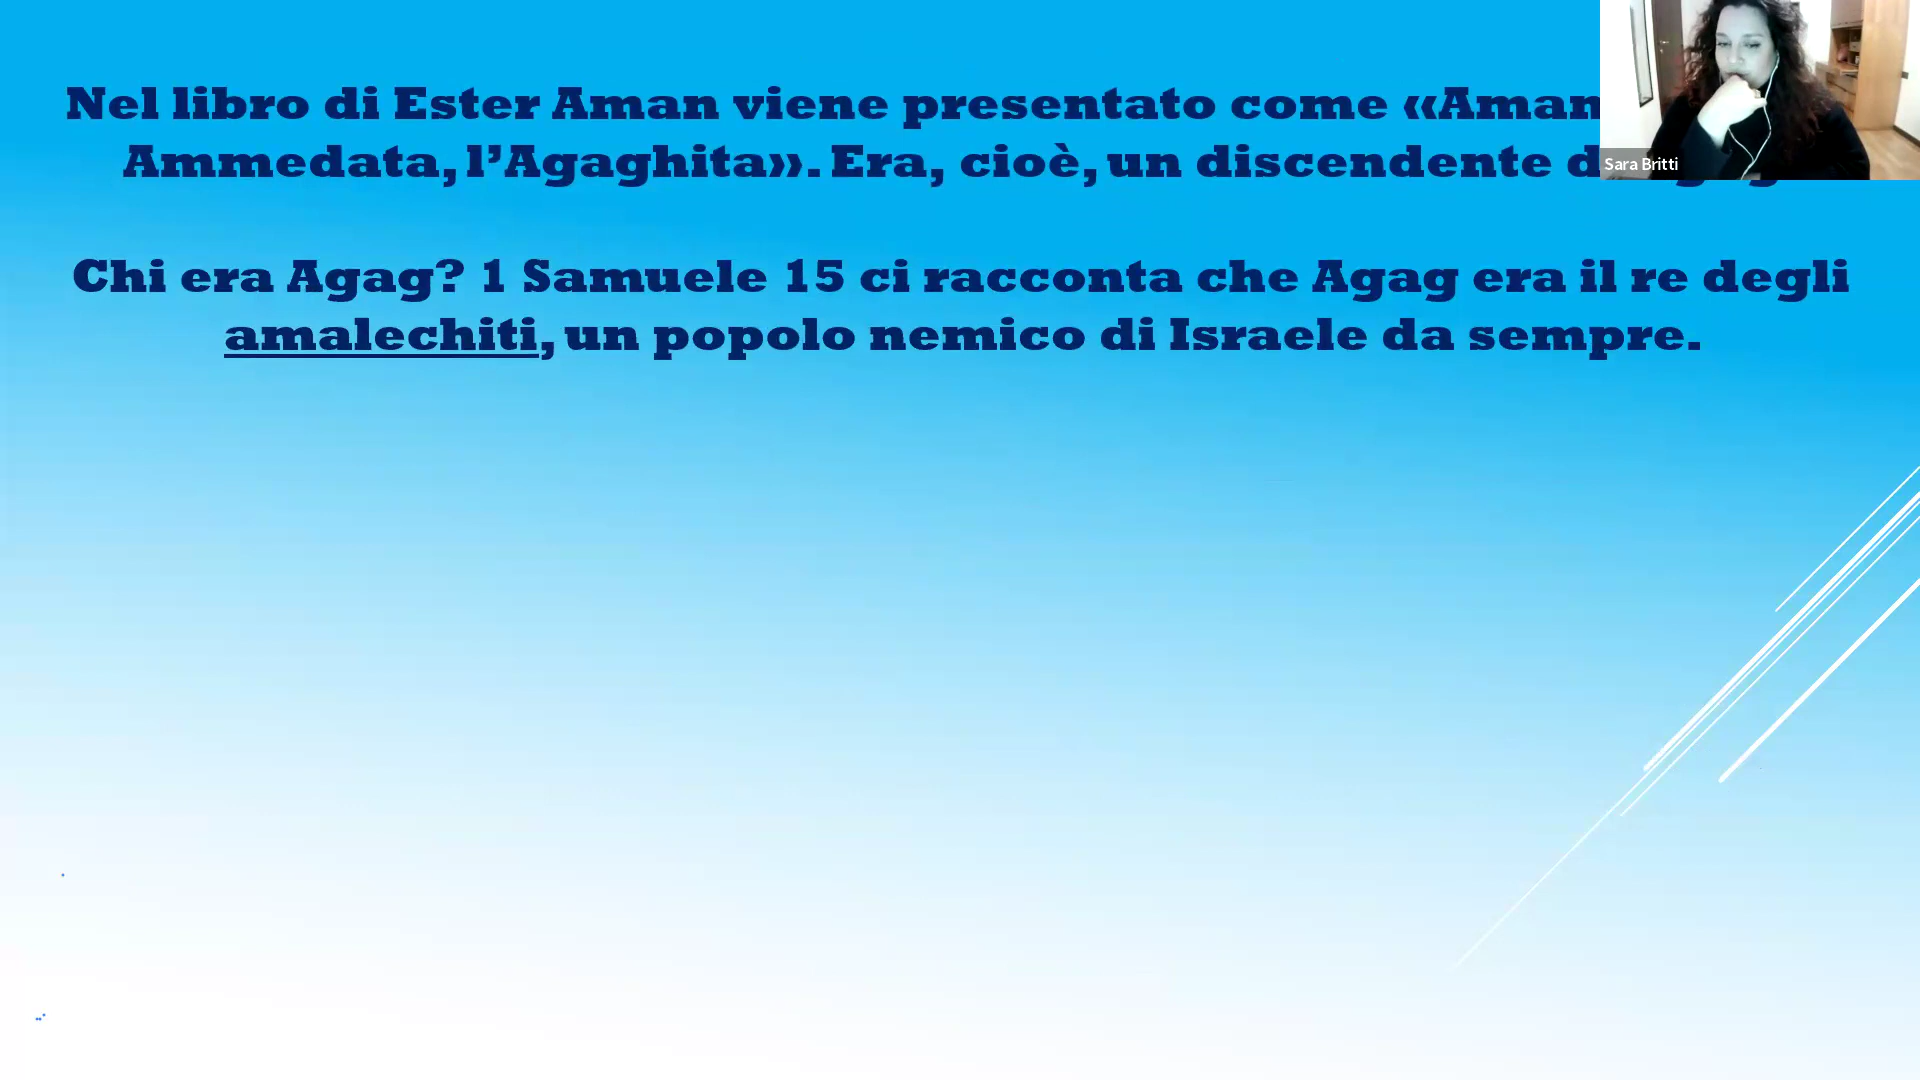 Nel libro di Ester Aman viene presentato come «Aman
Ammedata, l’Agaghita». Era, cioè, un discendente
Chi era Agag? 1 Samuele 15 ci racconta che Agag era il re degli
amalechiti, un popolo nemico di Israele da sempre.
Sara Britti